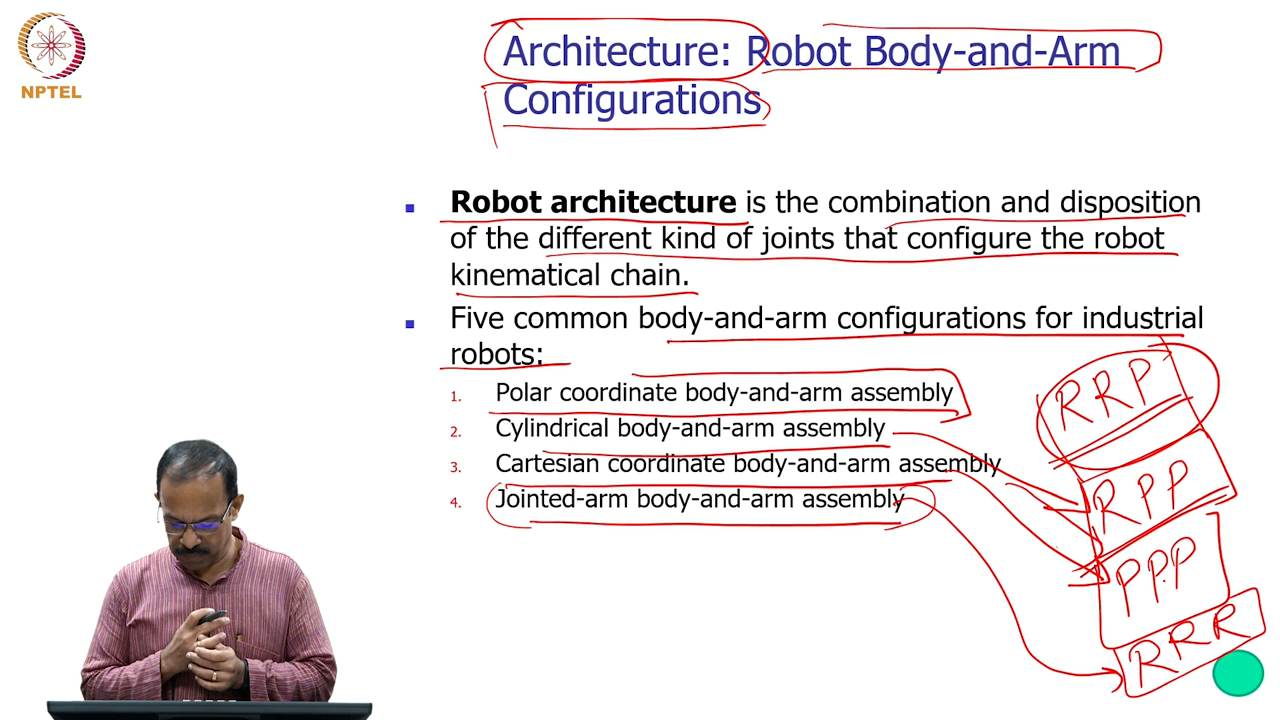 NPTEL
Architecture: Robot Body-and-Arm
Configurations
Robot architecture is the combination and disposition
of the different kind of joints that configure the robot
kinematical chain.
Five common body-and-arm configurations for industrial
robots:
1. Polar coordinate body-and-arm assembly
2. Cylindrical body-and-arm assembly
3. Cartesian coordinate body-and-arm assembly
4. Jointed-arm body-and-arm assembly
RRP
RPP
PPP
RRR